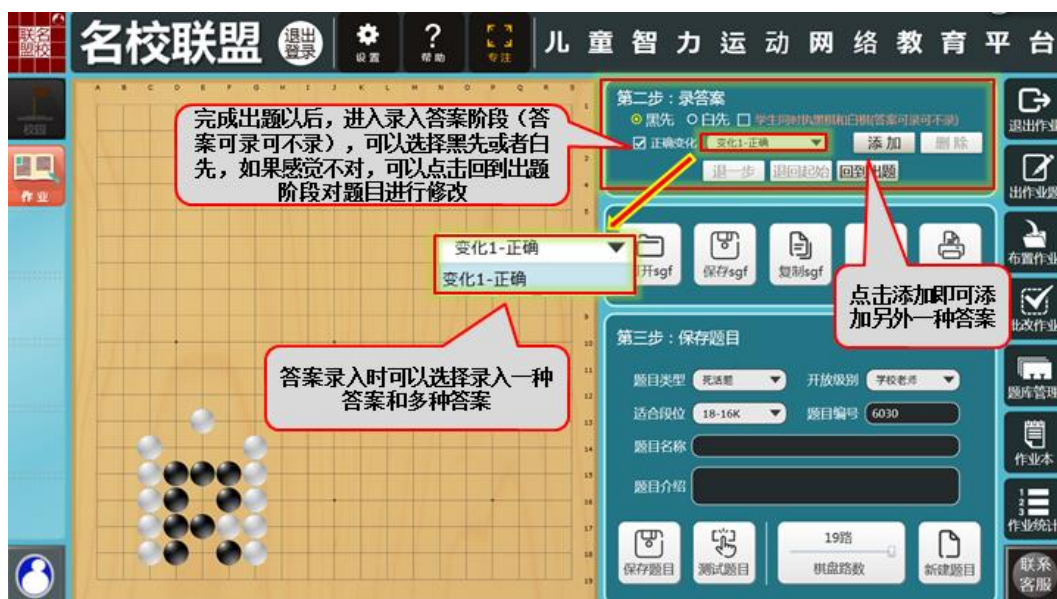 联名
盟校
名校联盟
退出
登录
设置
帮助
专注
儿童智力运动网络教育平台
校园
作业
完成出题以后，进入录入答案阶段（答
案可录可不录），可以选择黑先或者白
先，如果感觉不对，可以点击回到出题
阶段对题目进行修改
第二步：录答案
黑先 白先 学生同时执黑棋和白棋(答案可录可不录)
正确变化 变化1-正确 添加 删除
退一步 退回起始 回到出题
变化1-正确
变化1-正确
答案录入时可以选择录入一种
答案和多种答案
保存sgf 复制sgf
点击添加即可添
加另外一种答案
第三步：保存题目
题目类型 死活题 开放级别 学校老师
适合段位 18-16K 题目编号 6030
题目名称
题目介绍
保存题目 测试题目 19路 棋盘路数 新建题目
退出作业
出作业题
布置作业
批改作业
题库管理
作业本
作业统计
联系
客服